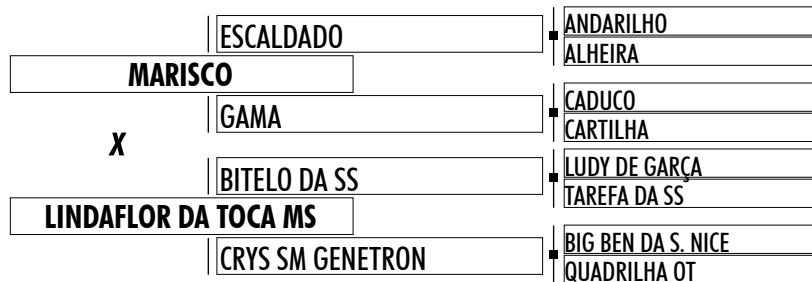 ANDARILHO
ESCALDADO
ALHEIRA
MARISCO
CADUCO
GAMA
CARTILHA
X
LUDY DE GARÇA
BITELO DA SS
TAREFA DA SS
LINDAFLOR DA TOCA MS
BIG BEN DA S. NICE
CRYS SM GENETRON
QUADRILHA OT